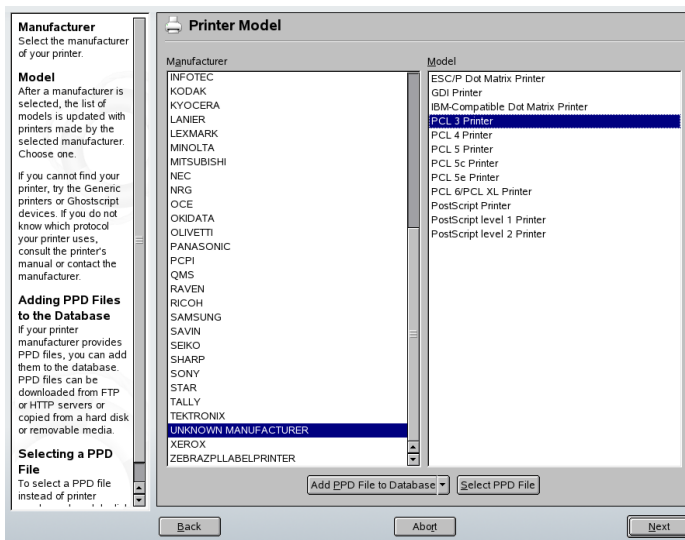 Manufacturer
Select the manufacturer
of your printer.
Model
After a manufacturer is
selected, the list of
models is updated with
printers made by the
selected manufacturer.
Choose one.
If you cannot find your
printer, try the Generic
printers or Ghostscript
devices. If you do not
know which protocol
your printer uses,
consult the printer's
manual or contact the
manufacturer.
Adding PPD Files
to the Database
If your printer
manufacturer provides
PPD files, you can add
them to the database.
PPD files can be
downloaded from FTP
or HTTP servers or
copied from a hard disk
or removable media.
Selecting a PPD
File
To select a PPD file
instead of printer
Printer Model
Manufacturer
INFOTEC
KODAK
KYOCERA
LANIER
LEXMARK
MINOLTA
MITSUBISHI
NEC
NRG
OCE
OKIDATA
OLIVETTI
PANASONIC
PCPI
QMS
RAVEN
RICOH
SAMSUNG
SAVIN
SEIKO
SHARP
SONY
STAR
TALLY
TEKTRONIX
UNKNOWN MANUFACTURER
XEROX
ZEBRAZPLLABELPRINTER
Model
ESC/P Dot Matrix Printer
GDI Printer
IBM-Compatible Dot Matrix Printer
PCL 3 Printer
PCL 4 Printer
PCL 5 Printer
PCL 5c Printer
PCL 5e Printer
PCL 6/PCL XL Printer
PostScript Printer
PostScript level 1 Printer
PostScript level 2 Printer
Add PPD File to Database
Select PPD File
Back
Abort
Next